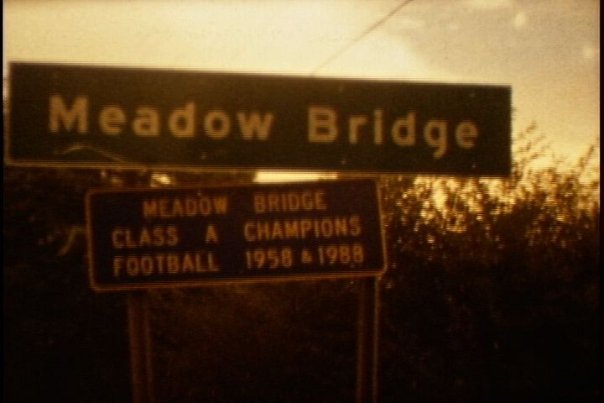 Meadow Bridge
MEADOW BRIDGE
CLASS A CHAMPIONS
FOOTBALL 1958 & 1988